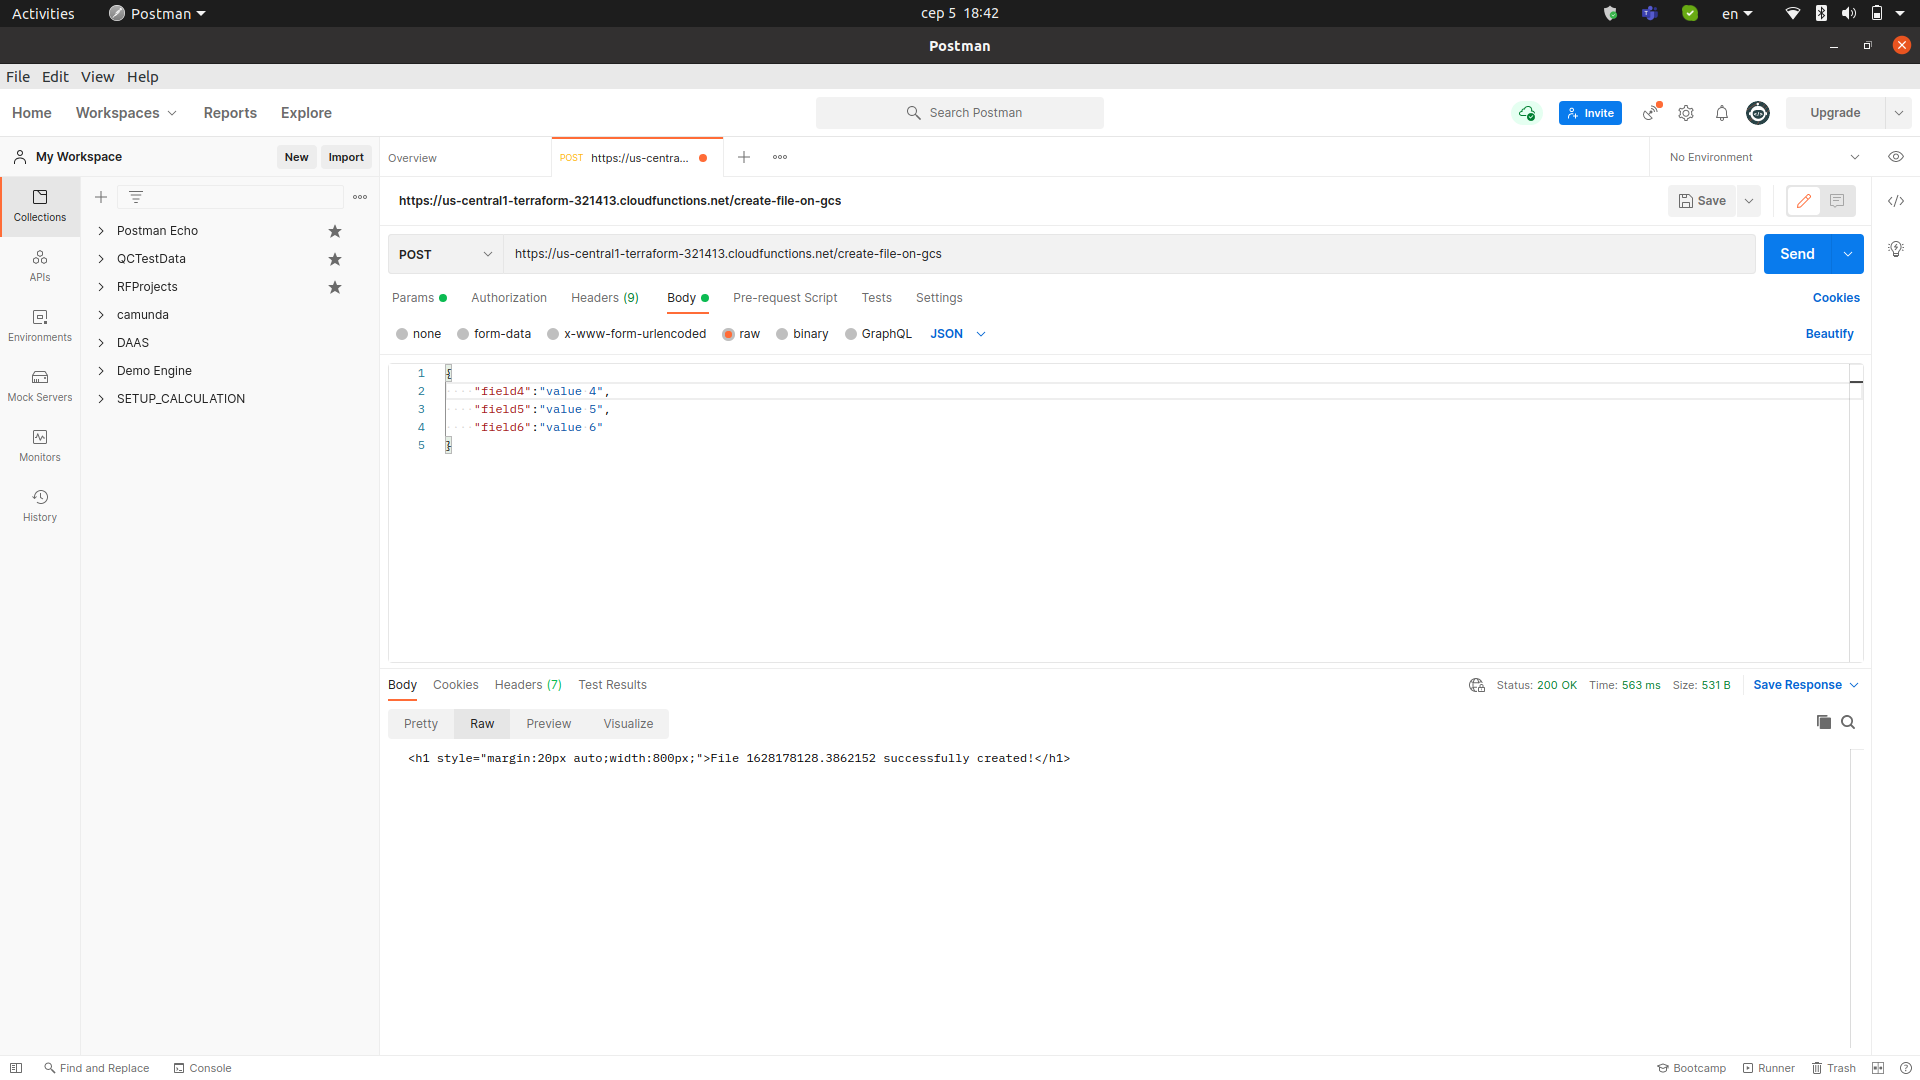 Activities
Postman
сер 5 18:42
en
Postman
File Edit View Help
Home Workspaces Reports Explore
Search Postman
Invite
Upgrade
My Workspace
New Import
Overview
POST https://us-centra...
No Environment
Collections
APIs
Environments
Mock Servers
Monitors
History
Postman Echo
QCTestData
RFProjects
camunda
DAAS
Demo Engine
SETUP_CALCULATION
https://us-central1-terraform-321413.cloudfunctions.net/create-file-on-gcs
Save
</>
POST
https://us-central1-terraform-321413.cloudfunctions.net/create-file-on-gcs
Send
Params Authorization Headers (9) Body Pre-request Script Tests Settings
Cookies
none form-data x-www-form-urlencoded raw binary GraphQL JSON
Beautify
1 {
2 "field4":"value 4",
3 "field5":"value 5",
4 "field6":"value 6"
5 }
Body Cookies Headers (7) Test Results
Status: 200 OK Time: 563 ms Size: 531 B
Save Response
Pretty Raw Preview Visualize
<h1 style="margin:20px auto;width:800px;">File 1628178128.3862152 successfully created!</h1>
Find and Replace
Console
Bootcamp
Runner
Trash